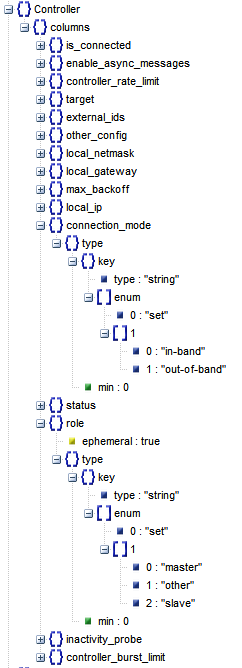 Controller
columns
is_connected
enable_async_messages
controller_rate_limit
target
external_ids
other_config
local_netmask
local_gateway
max_backoff
local_ip
connection_mode
type
key
type : "string"
enum
0 : "set"
1
0 : "in-band"
1 : "out-of-band"
min : 0
status
role
ephemeral : true
type
key
type : "string"
enum
0 : "set"
1
0 : "master"
1 : "other"
2 : "slave"
min : 0
inactivity_probe
controller_burst_limit